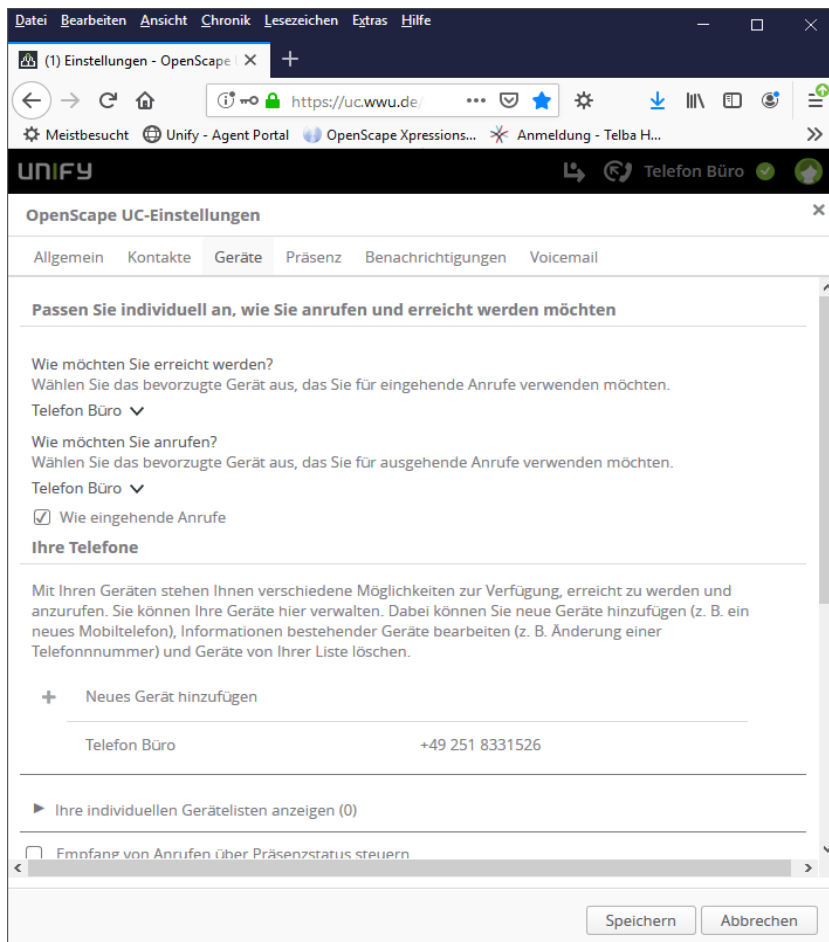 Datei Bearbeiten Ansicht Chronik Lesezeichen Extras Hilfe
(1) Einstellungen - OpenScape
https://uc.wwu.de/
Meistbesucht Unify - Agent Portal OpenScape Xpressions... Anmeldung - Telba H...
UNIFY Telefon Büro
OpenScape UC-Einstellungen
Allgemein Kontakte Geräte Präsenz Benachrichtigungen Voicemail
Passen Sie individuell an, wie Sie anrufen und erreicht werden möchten
Wie möchten Sie erreicht werden?
Wählen Sie das bevorzugte Gerät aus, das Sie für eingehende Anrufe verwenden möchten.
Telefon Büro
Wie möchten Sie anrufen?
Wählen Sie das bevorzugte Gerät aus, das Sie für ausgehende Anrufe verwenden möchten.
Telefon Büro
Wie eingehende Anrufe
Ihre Telefone
Mit Ihren Geräten stehen Ihnen verschiedene Möglichkeiten zur Verfügung, erreicht zu werden und
anzurufen. Sie können Ihre Geräte hier verwalten. Dabei können Sie neue Geräte hinzufügen (z. B. ein
neues Mobiltelefon), Informationen bestehender Geräte bearbeiten (z. B. Änderung einer
Telefonnnummer) und Geräte von Ihrer Liste löschen.
Neues Gerät hinzufügen
Telefon Büro +49 251 8331526
Ihre individuellen Gerätelisten anzeigen (0)
Empfang von Anrufen über Präsenzstatus steuern
Speichern Abbrechen